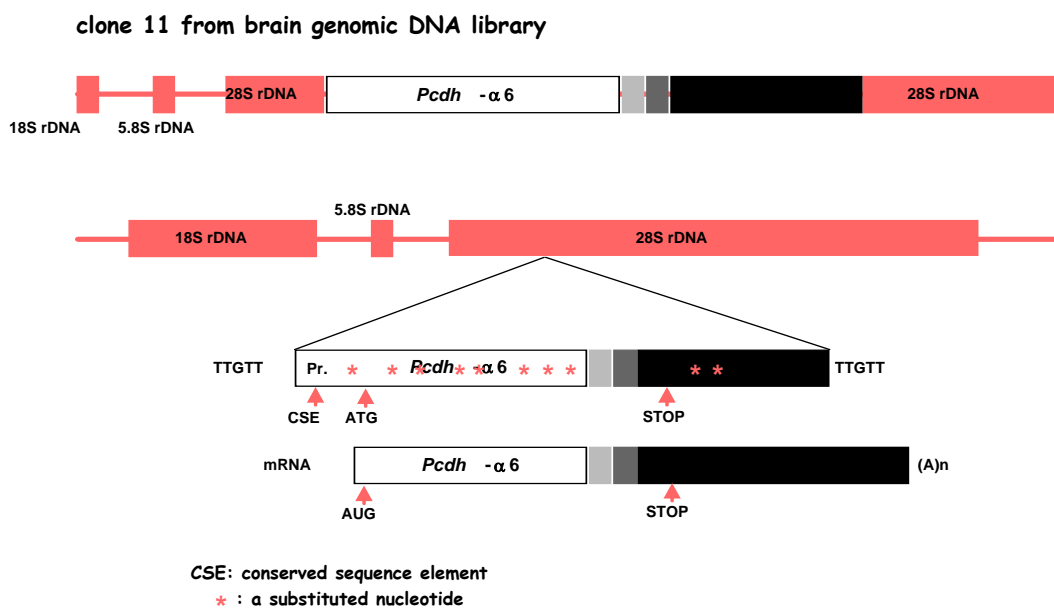 clone 11 from brain genomic DNA library
28S rDNA Pcdh -α6 28S rDNA
18S rDNA 5.8S rDNA
5.8S rDNA
18S rDNA 28S rDNA
TTGTT Pr. * * * Pcdh * * -α6 * * * * * TTGTT
CSE ATG STOP
mRNA Pcdh -α6 (A)n
AUG STOP
CSE: conserved sequence element
* : a substituted nucleotide